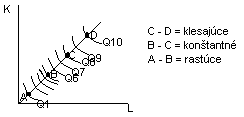 K
D
Q10
C
Q9
Q8
B
Q7
Q6
A
Q1
L
C - D = klesajúce
B - C = konštantné
A - B = rastúce